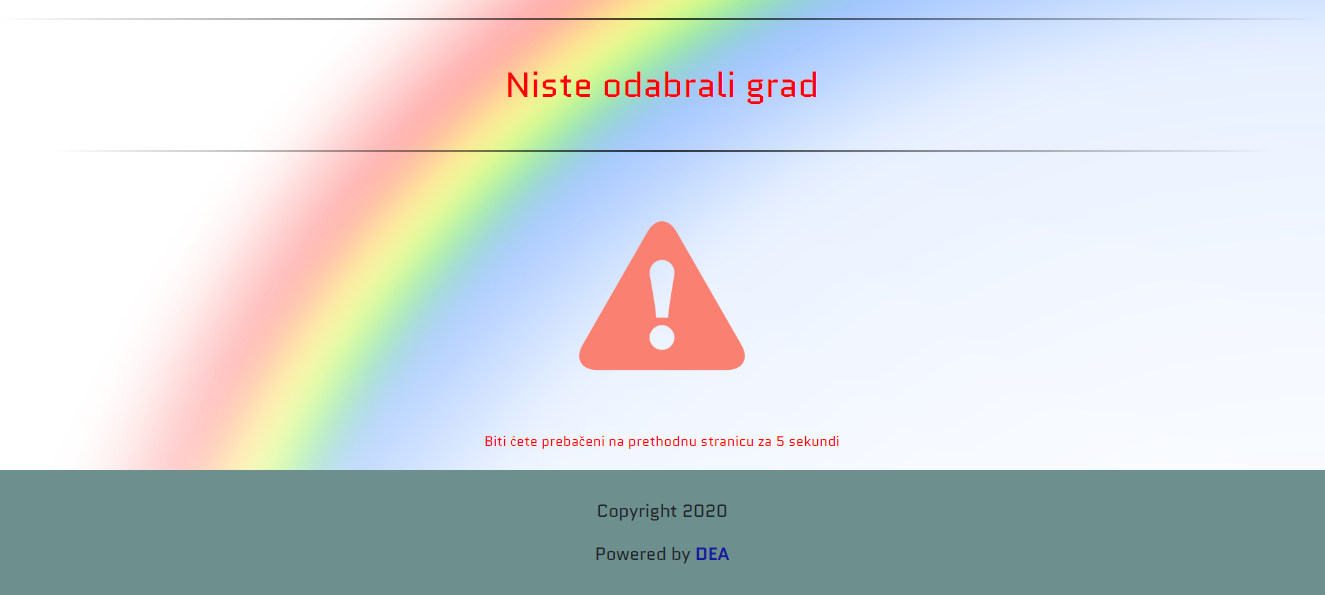 Niste odabrali grad
Biti ćete prebačeni na prethodnu stranicu za 5 sekundi
Copyright 2020
Powered by DEA